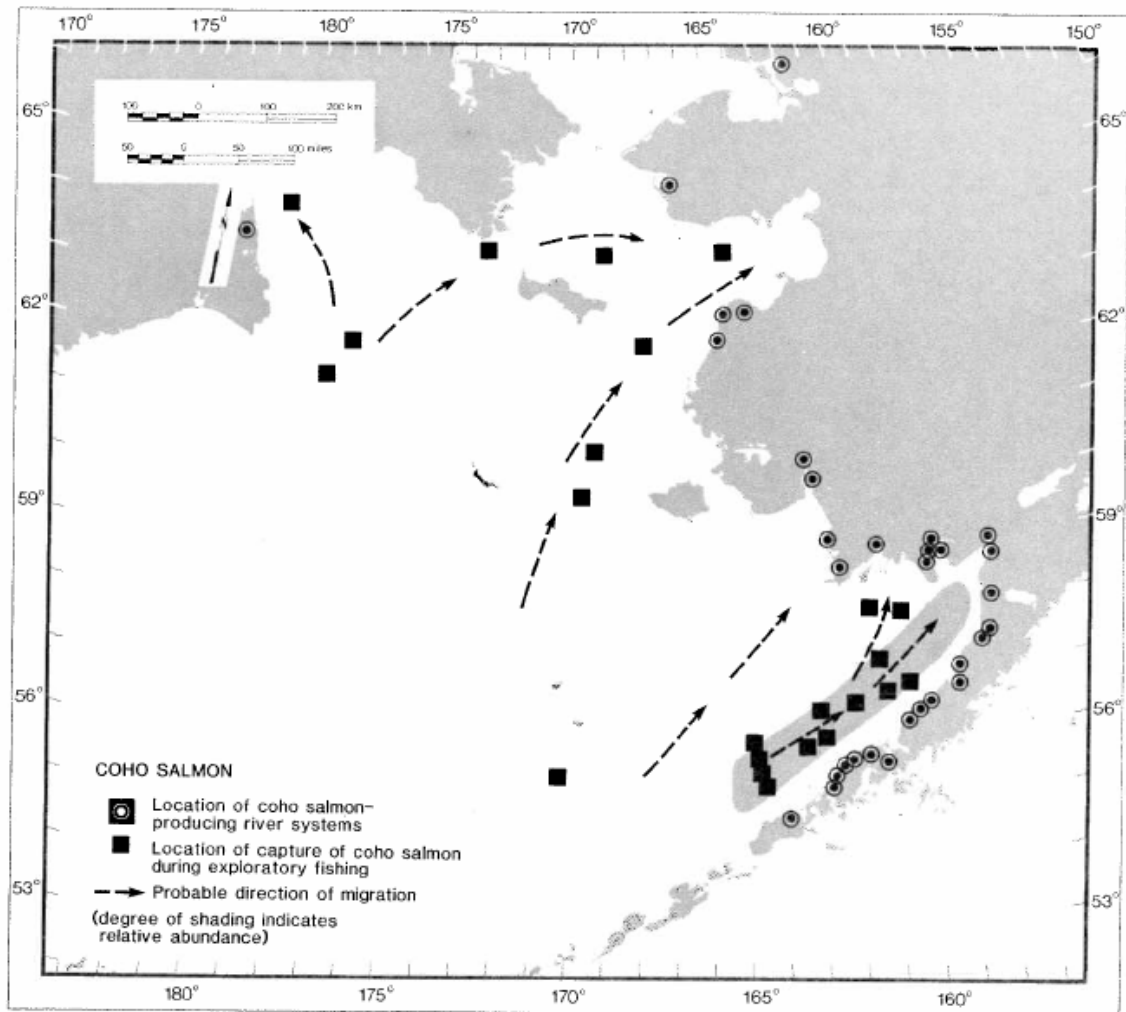 170° 175° 180° 175° 170° 165° 160° 155° 150°
100 0 100 200 km
50 0 50 100 miles
65° 65°
62° 62°
59° 59°
56° 56°
53° 53°
COHO SALMON
Location of coho salmon-
producing river systems
Location of capture of coho salmon
during exploratory fishing
Probable direction of migration
(degree of shading indicates
relative abundance)
180° 175° 170° 165° 160°